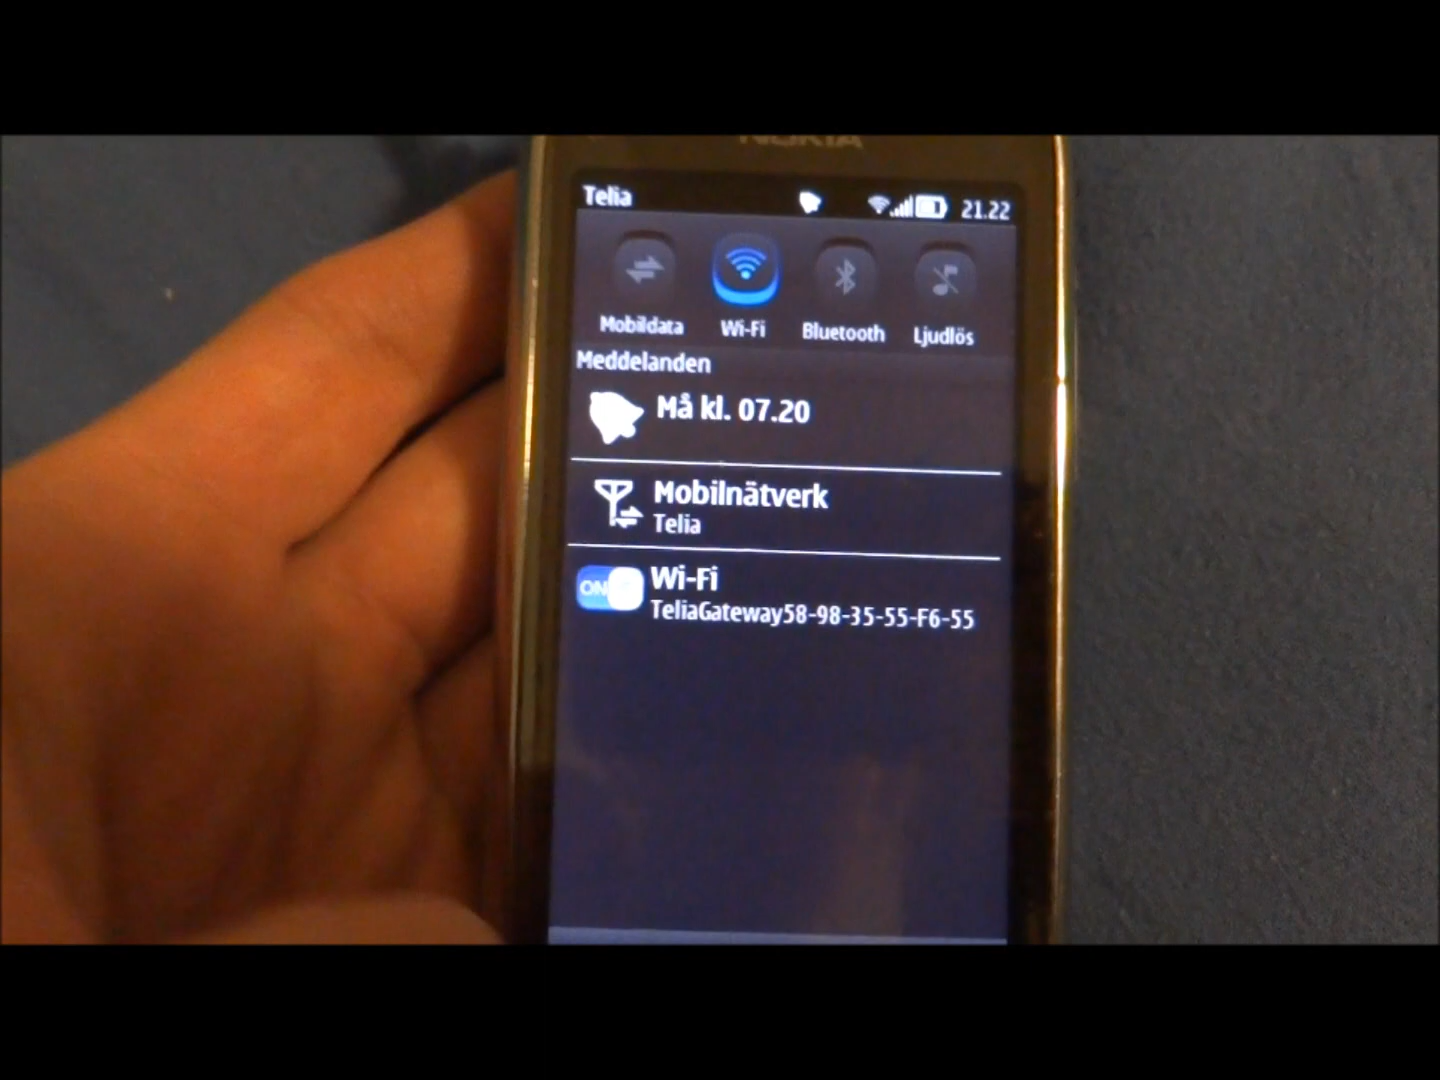 NOKIA
Telia 21.22
Mobildata Wi-Fi Bluetooth Ljudlös
Meddelanden
Må kl. 07.20
Mobilnätverk
Telia
ON Wi-Fi
TeliaGateway58-98-35-55-F6-55